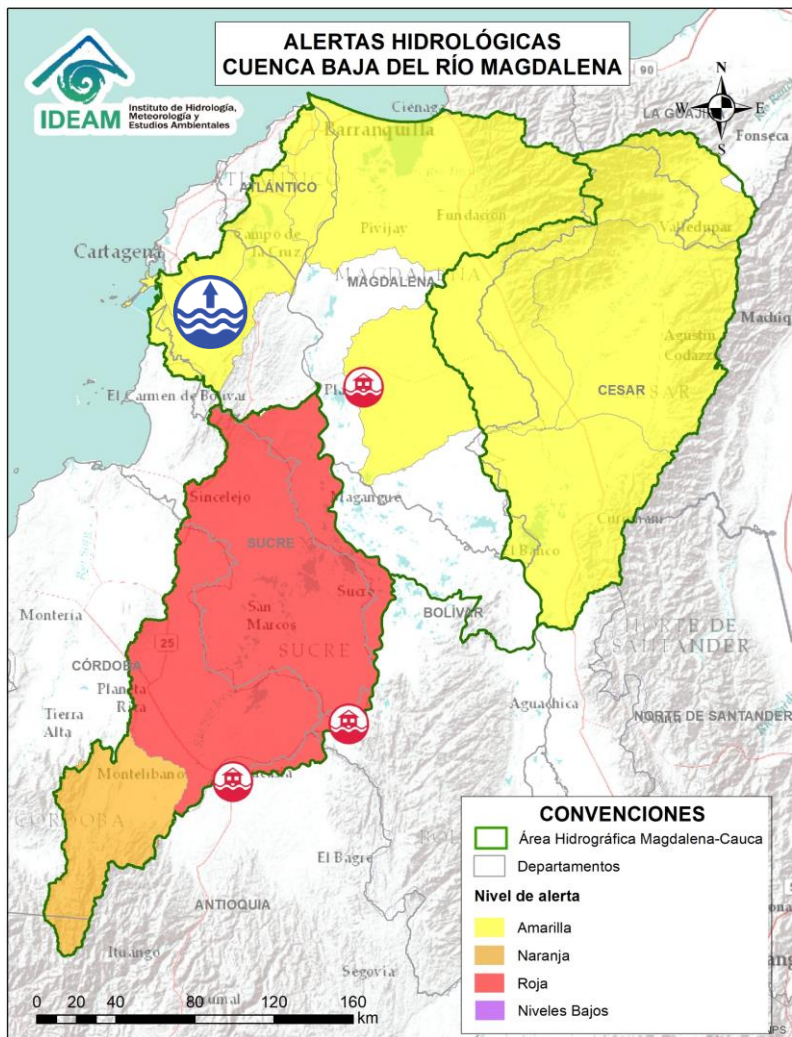 ALERTAS HIDROLÓGICAS
CUENCA BAJA DEL RÍO MAGDALENA
IDEAM
Instituto de Hidrología,
Meteorología y
Estudios Ambientales
N
W
E
S
90
Ciénaga
LA GUAJIRA
Fonseca
Barranquilla
ATLÁNTICO
Fundación
Pivijay
Valledupar
Campo de
la Cruz
Cartagena
MAGDALENA
MAGDALENA
Machiq
Agustín
Codazzi
El Carmen de Bolívar
Pla
CESAR
Sincelejo
Magangué
SUCRE
Curumaní
El Banco
Sucre
BOLÍVAR
San
Marcos
Montería
25
SUCRE
NORTE DE
SANTANDER
CÓRDOBA
Planeta
Rica
Aguachica
NORTE DE SANTANDER
Tierra
Alta
Montelíbano
CÓRDOBA
El Bagre
ANTIOQUIA
Ituango
Segovia
CONVENCIONES
Área Hidrográfica Magdalena-Cauca
Departamentos
Nivel de alerta
Amarilla
Naranja
Roja
Niveles Bajos
0 20 40 80 120 160
km